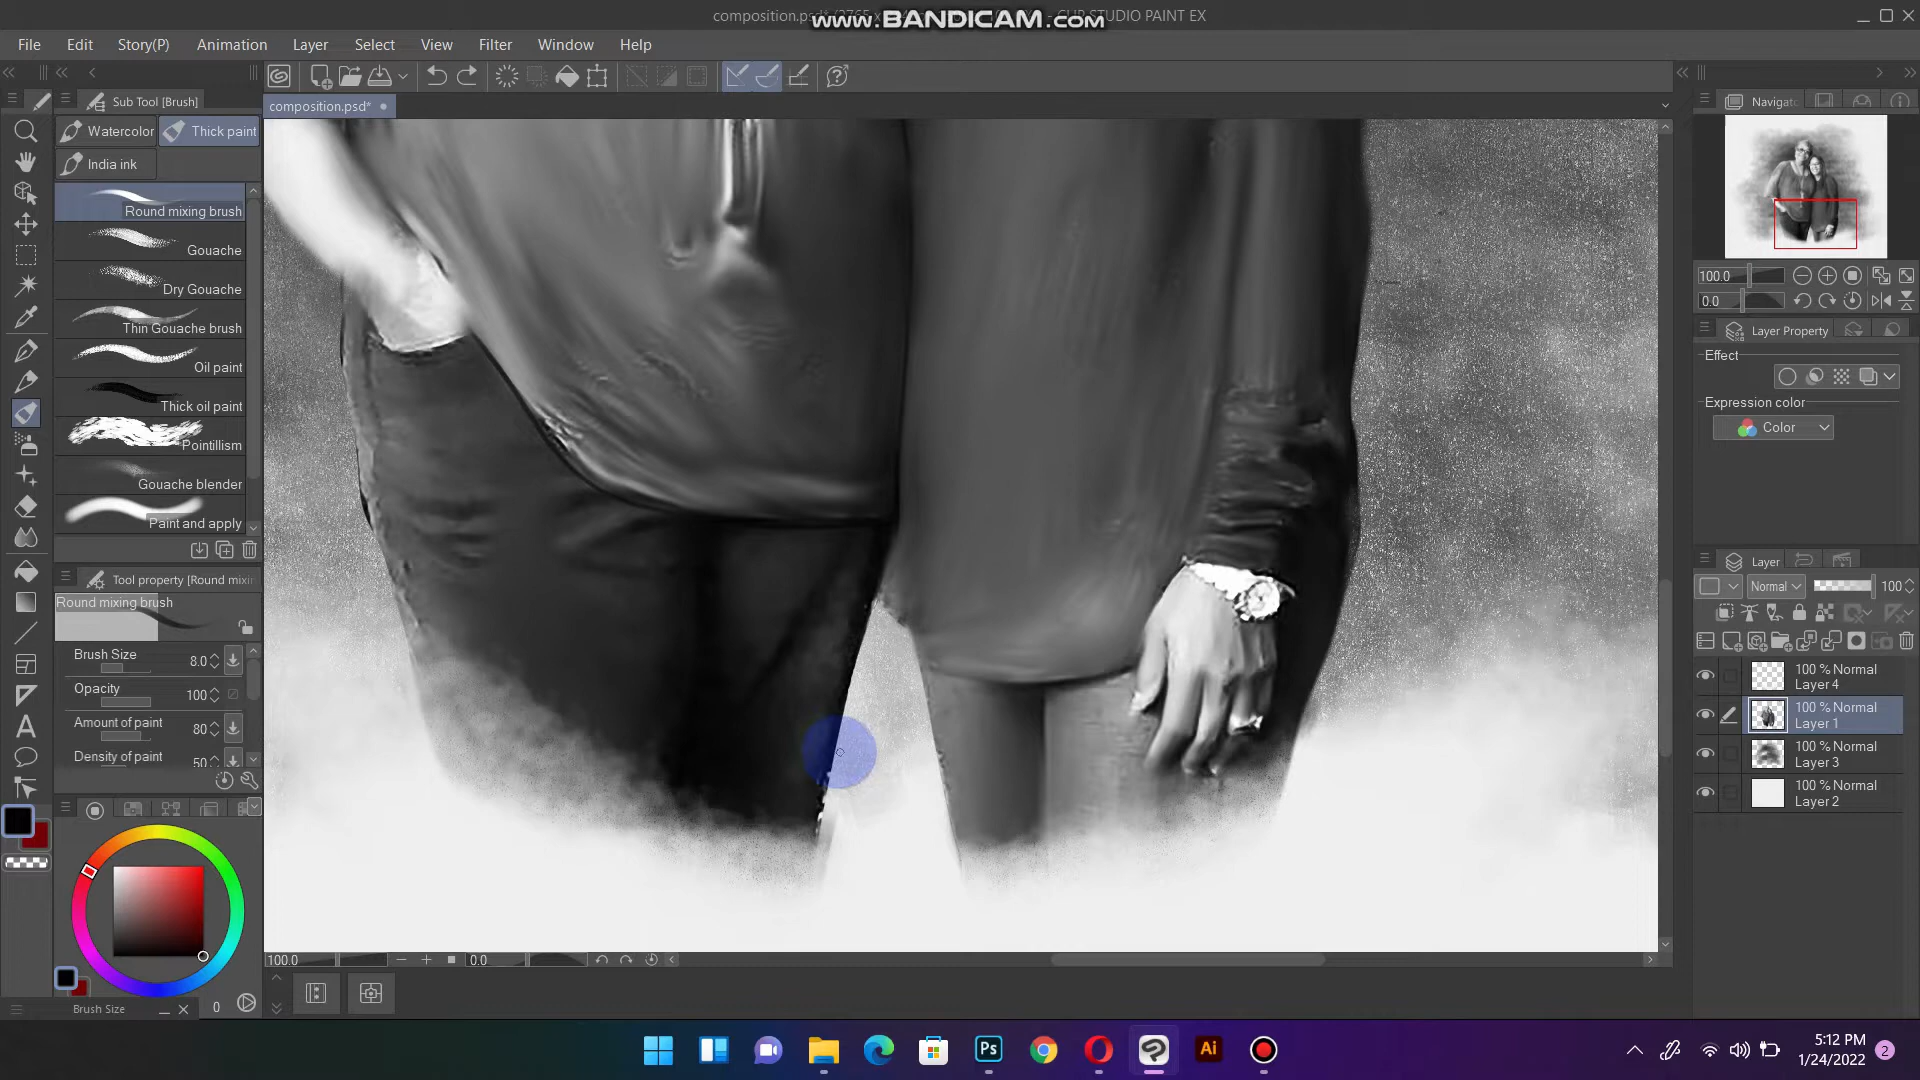 composition.psd*
CLIP STUDIO PAINT EX
www.BANDICAM.com
File Edit Story(P) Animation Layer Select View Filter Window Help
Sub Tool [Brush]
composition.psd*
Navigator
Watercolor
Thick paint
India ink
Round mixing brush
Gouache
Dry Gouache
Thin Gouache brush
Oil paint
Thick oil paint
Pointillism
Gouache blender
Paint and apply
Tool property [Round mixin
Round mixing brush
Brush Size 8.0
Opacity 100
Amount of paint 80
Density of paint 50
100.0
0.0
Layer Property
Effect
Expression color
Color
Layer
Normal 100
100 % Normal
Layer 4
100 % Normal
Layer 1
100 % Normal
Layer 3
100 % Normal
Layer 2
100.0 0.0
0
Brush Size
Ps
Ai
5:12 PM
1/24/2022
2